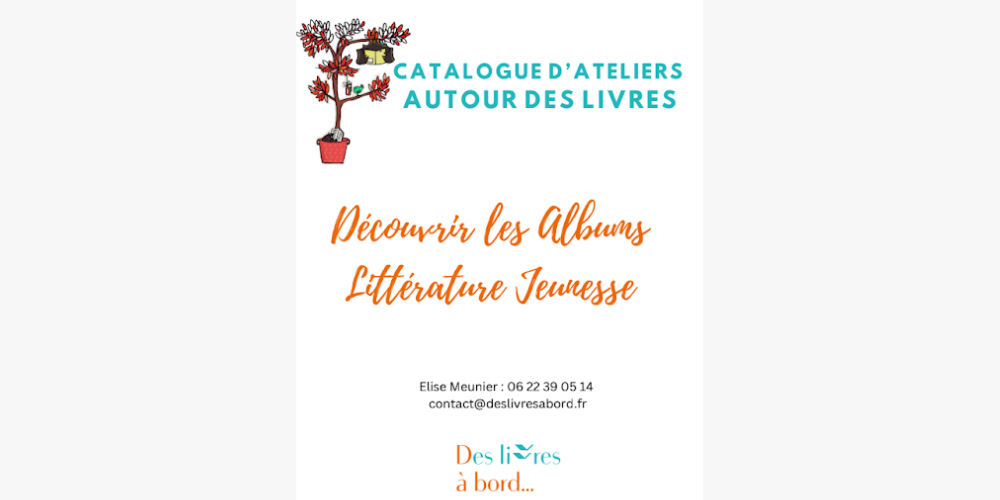 CATALOGUE D'ATELIERS
AUTOUR DES LIVRES
Découvrir les Albums
Littérature Jeunesse
Elise Meunier : 06 22 39 05 14
contact@deslivresabord.fr
Des livres
à bord...